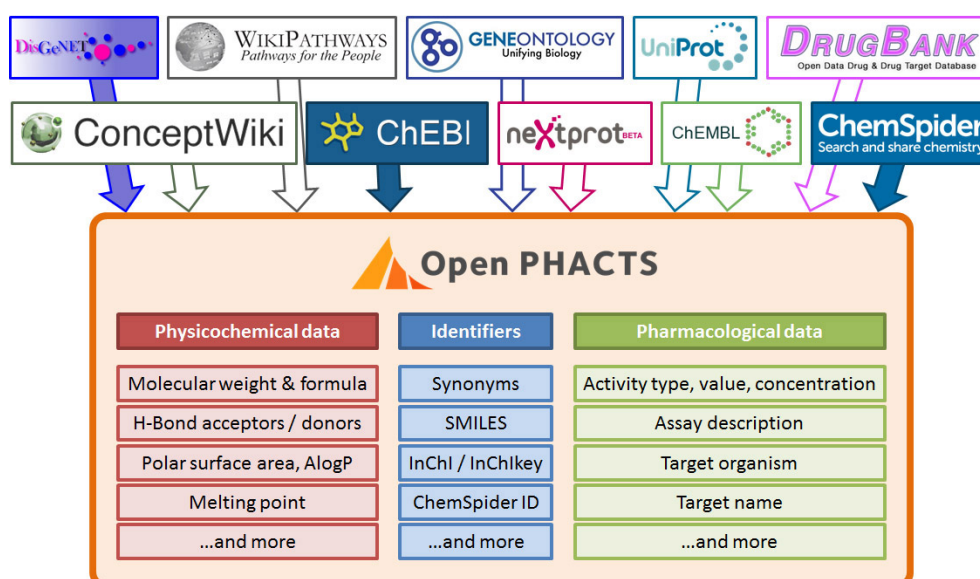 DisGeNET
WIKIPATHWAYS
Pathways for the People
GENEONTOLOGY
Unifying Biology
UniProt
DRUGBANK
Open Data Drug & Drug Target Database
ConceptWiki
ChEBI
neXtprot BETA
ChEMBL
ChemSpider
Search and share chemistry
Open PHACTS
Physicochemical data
Identifiers
Pharmacological data
Molecular weight & formula
Synonyms
Activity type, value, concentration
H-Bond acceptors / donors
SMILES
Assay description
Polar surface area, AlogP
InChI / InChIkey
Target organism
Melting point
ChemSpider ID
Target name
...and more
...and more
...and more